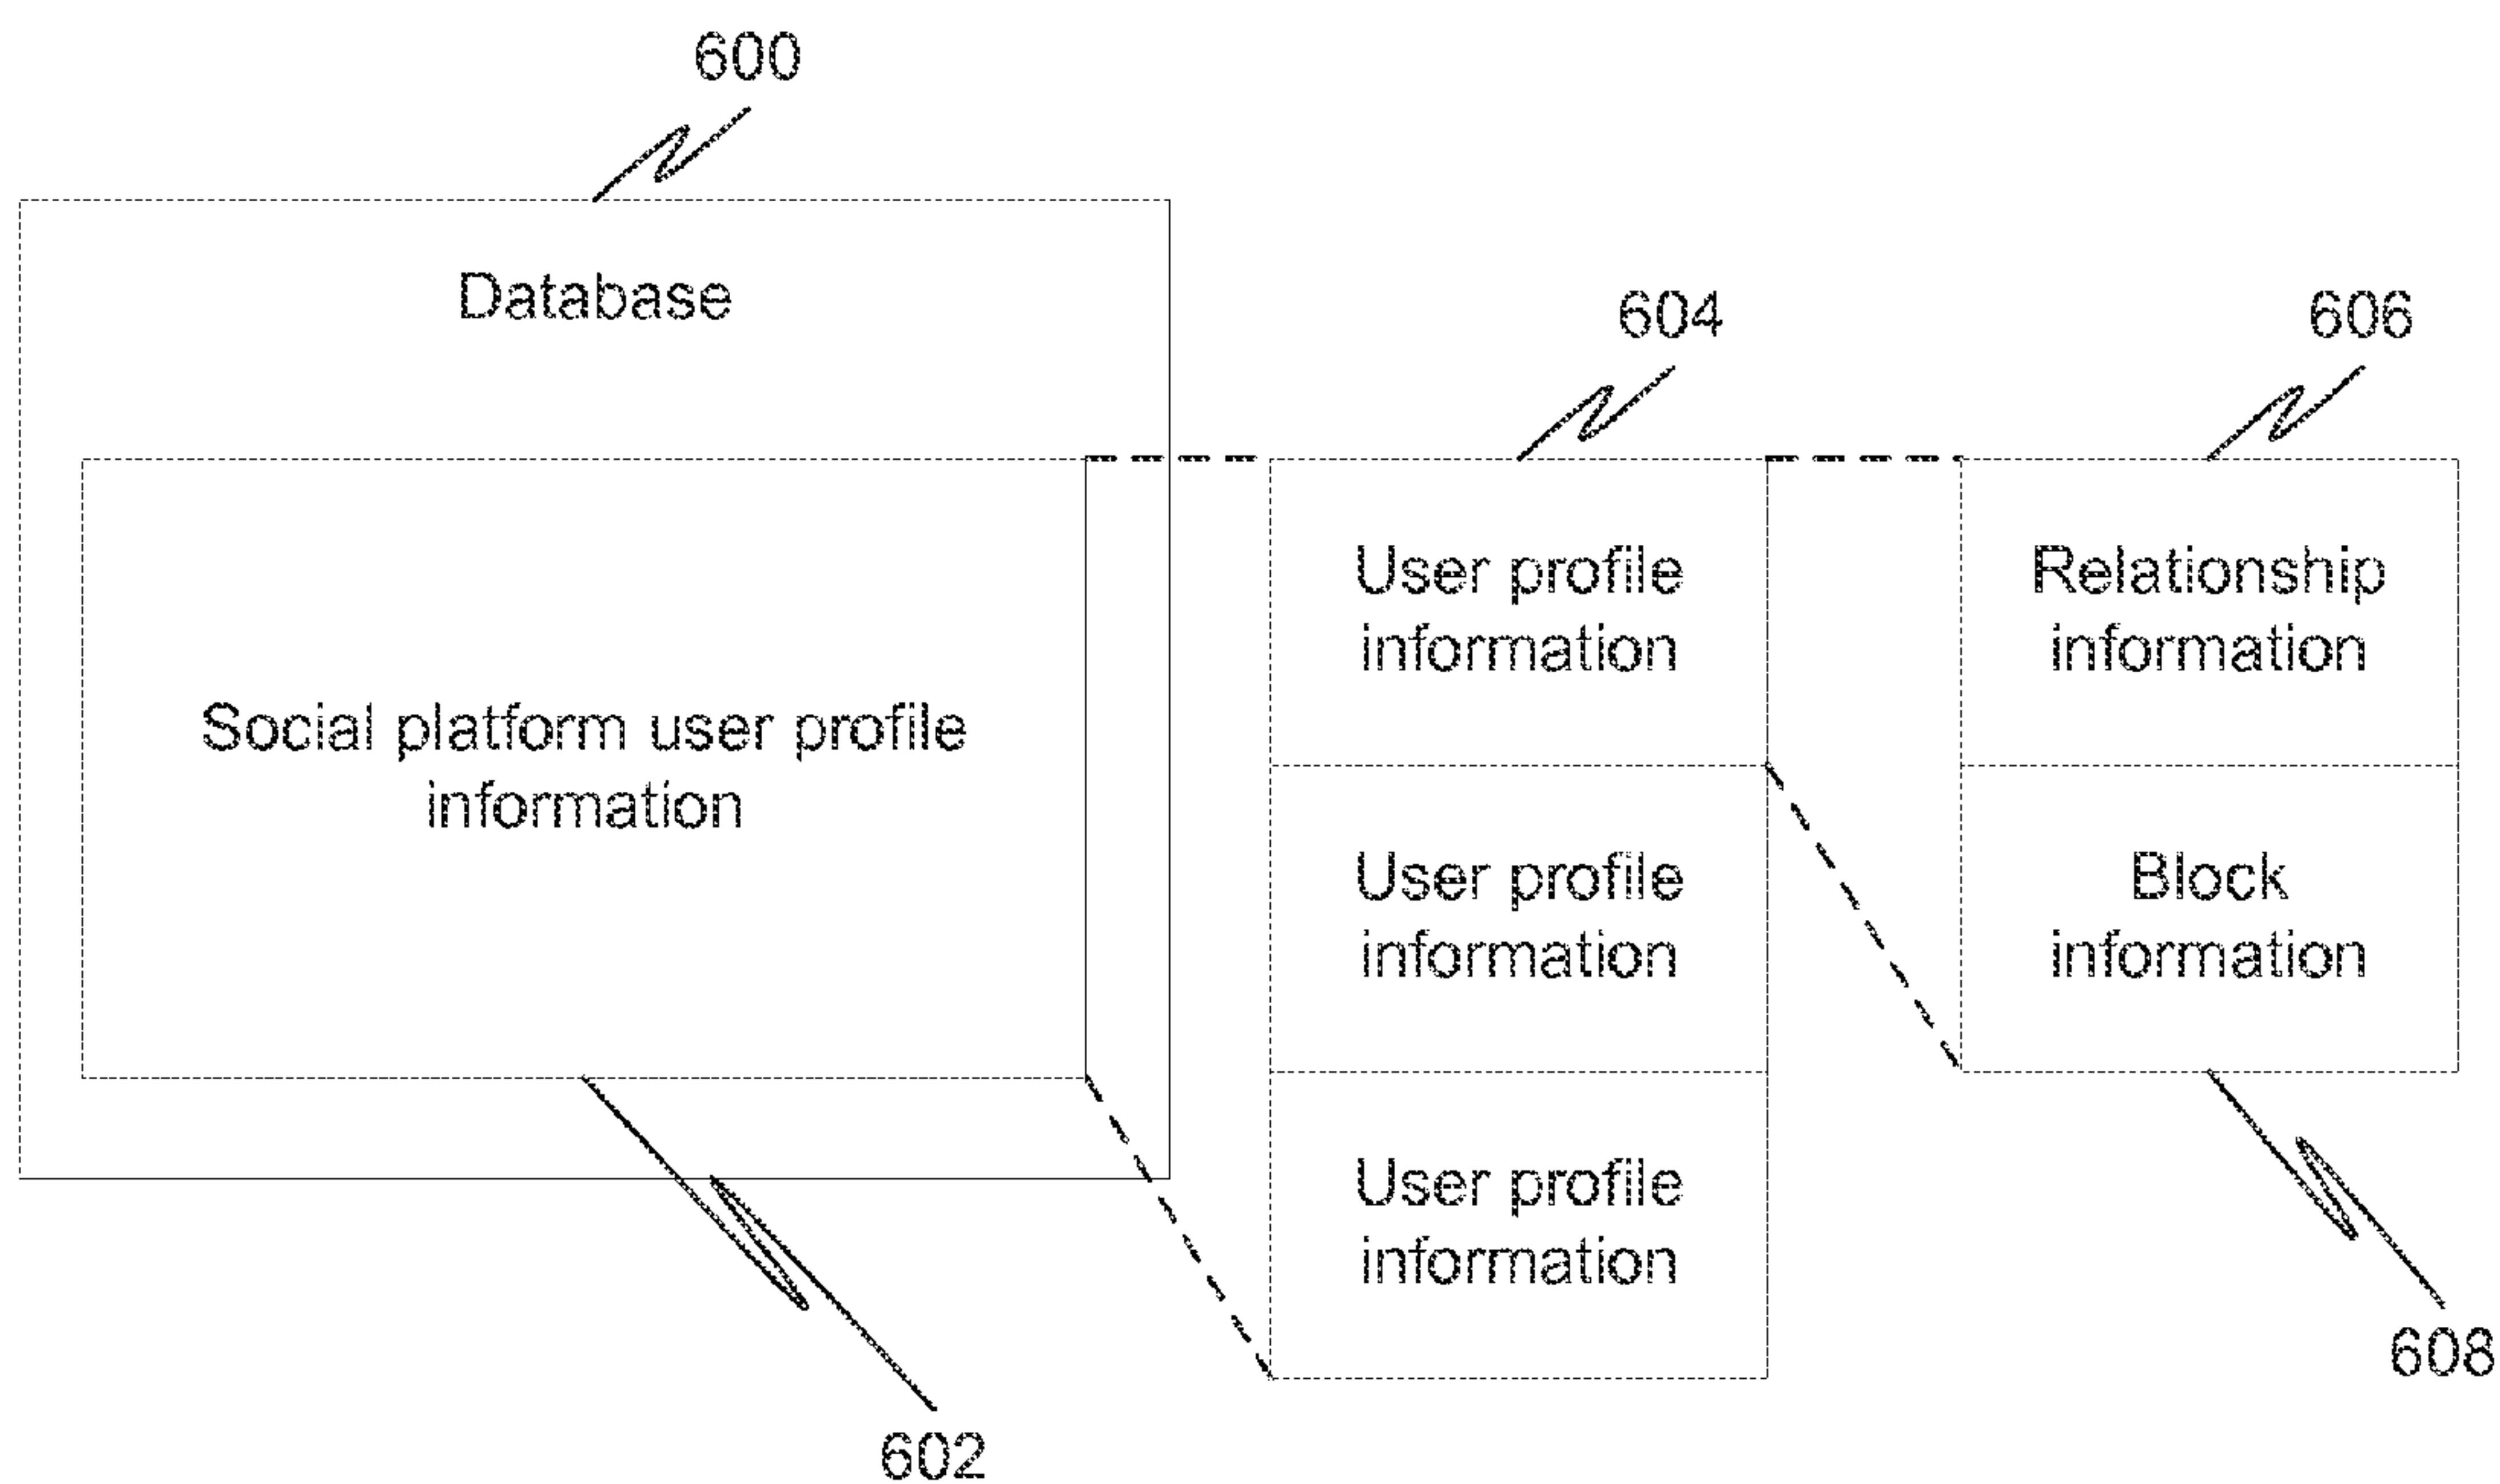 600
Database
604
606
User profile
information
Relationship
information
Social platform user profile
information
User profile
information
Block
information
User profile
information
608
602